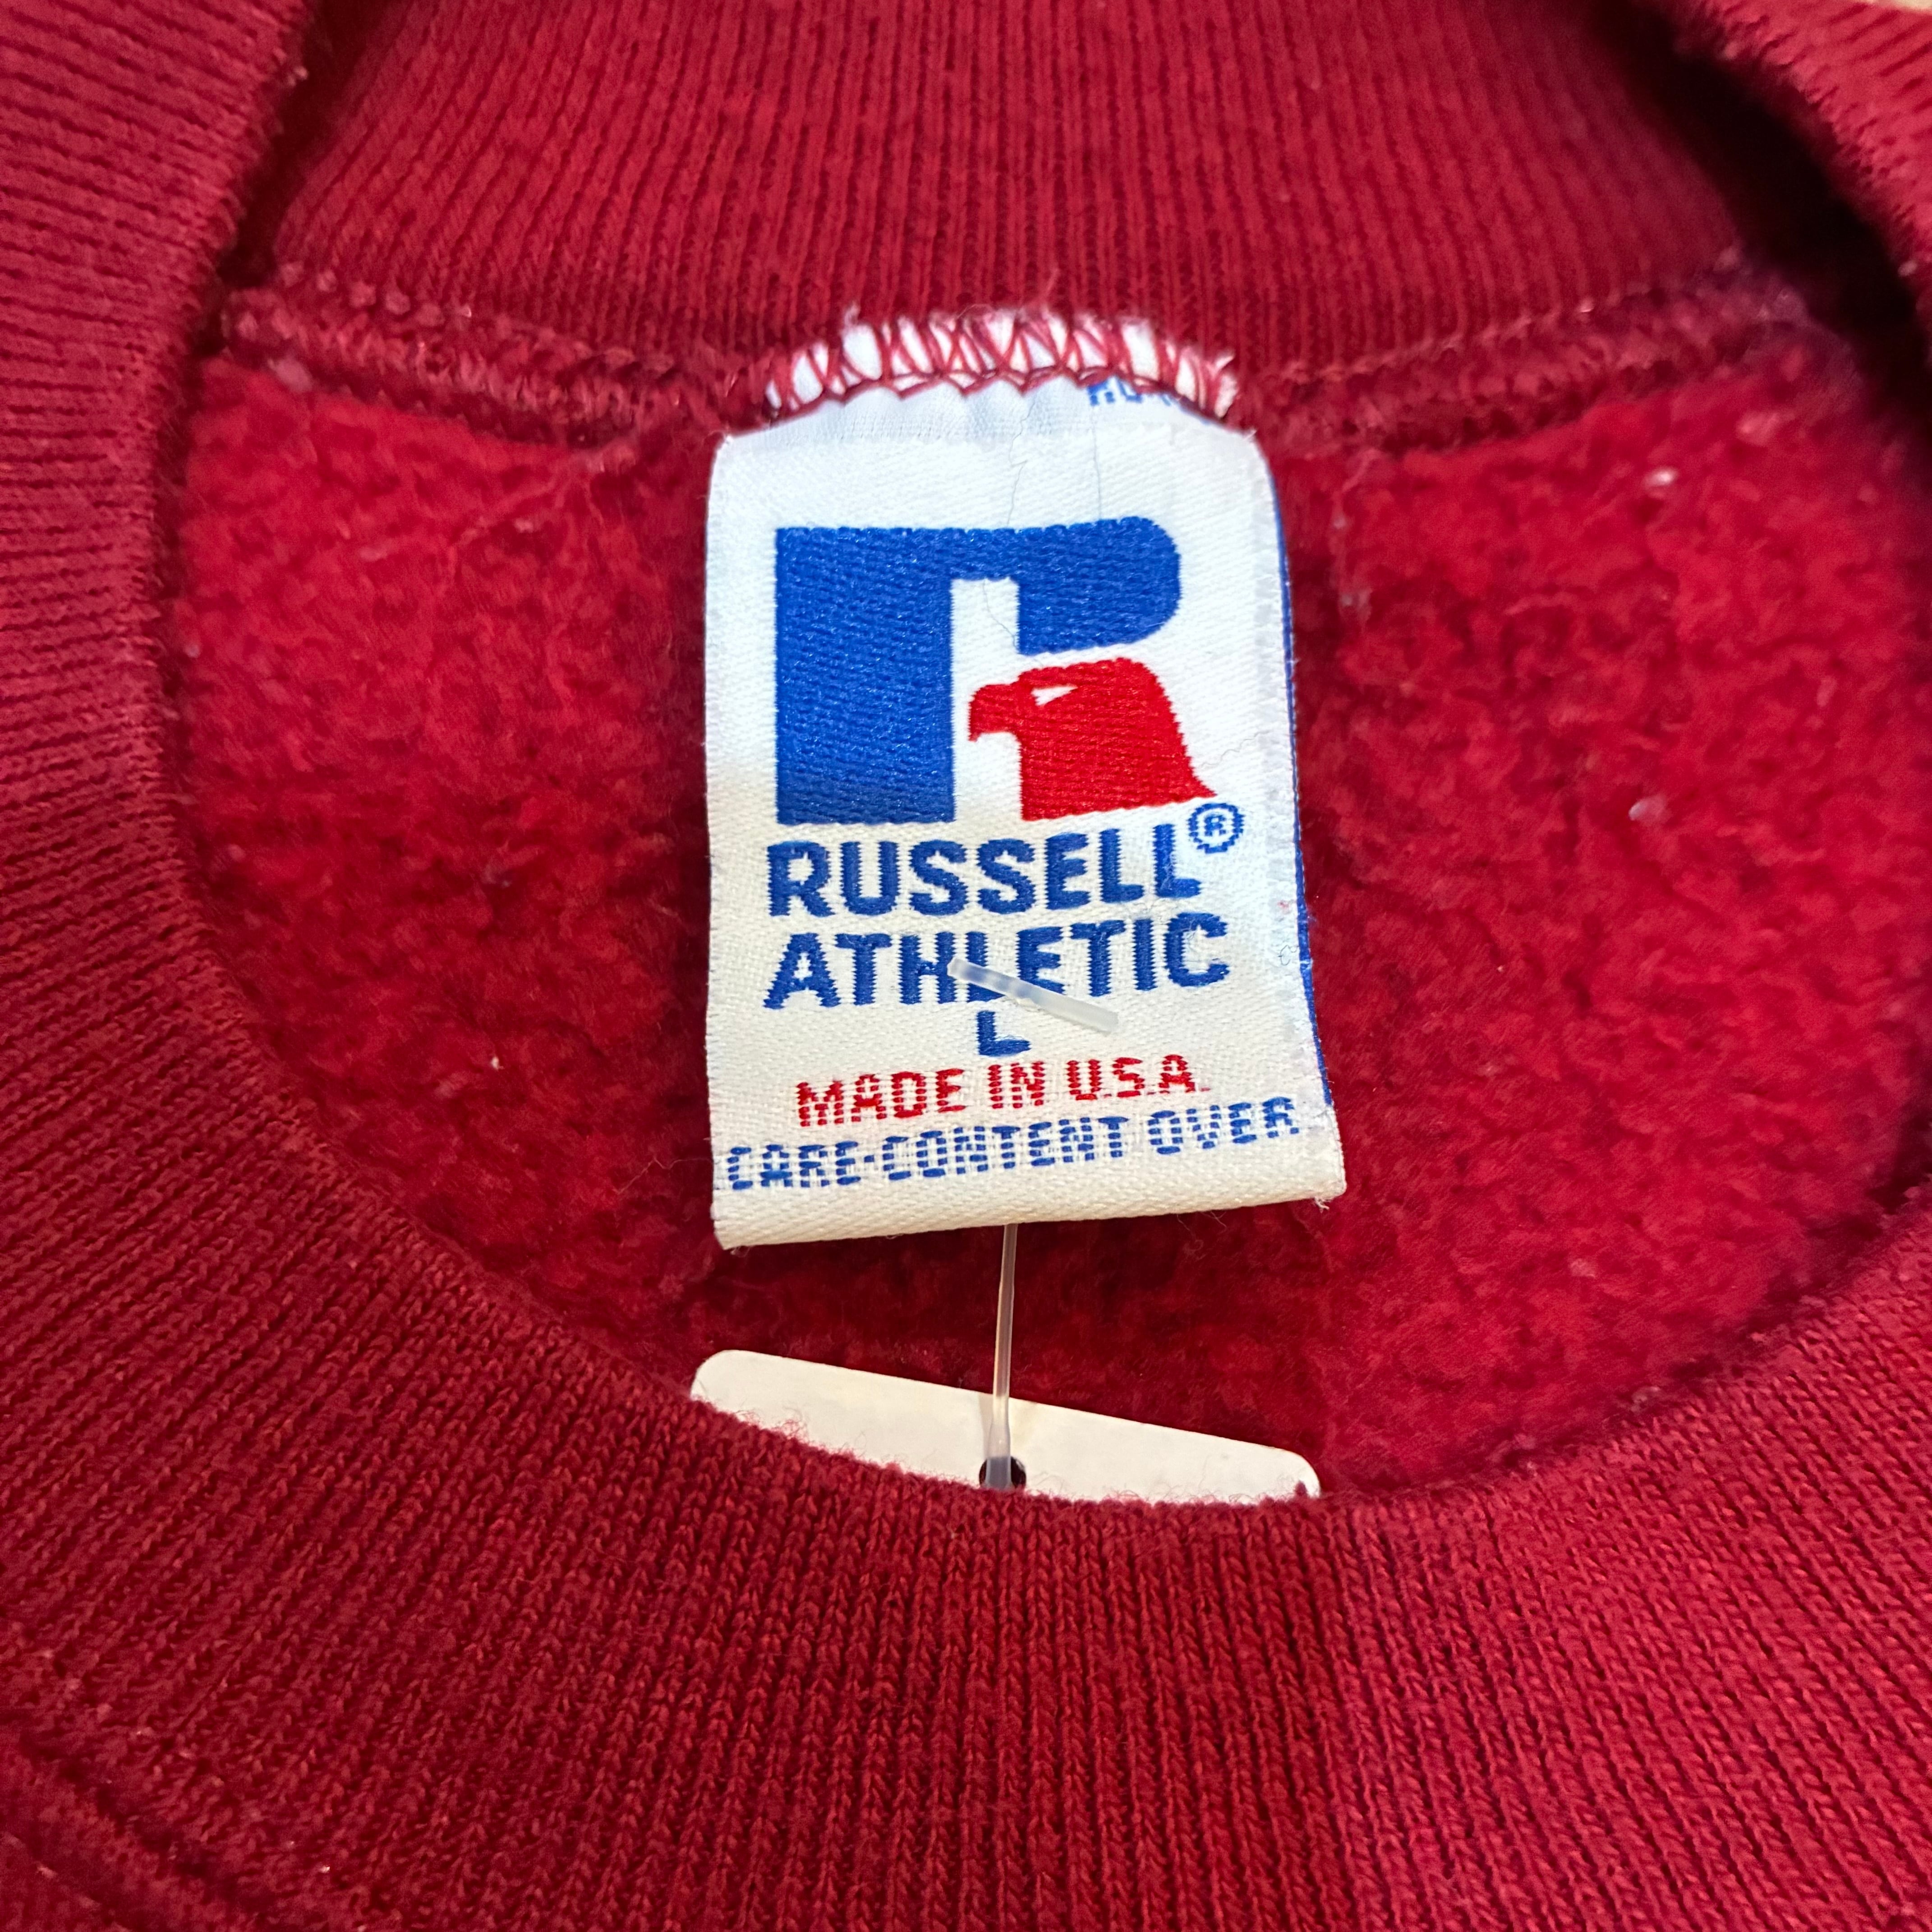 RUSSELL®
ATHLETIC
L
MADE IN U.S.A.
CARE-CONTENT OVER